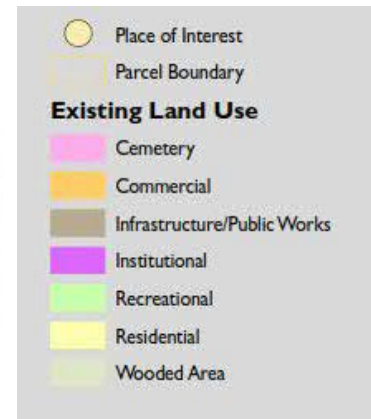 Place of Interest
Parcel Boundary
Existing Land Use
Cemetery
Commercial
Infrastructure/Public Works
Institutional
Recreational
Residential
Wooded Area